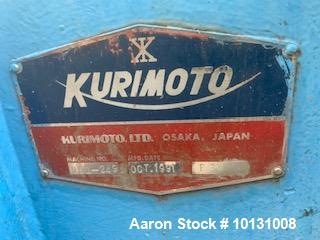 KURIMOTO
KURIMOTO, LTD. OSAKA, JAPAN
MACHINE NO. MFG. DATE
OCT.1991
Aaron Stock # 10131008